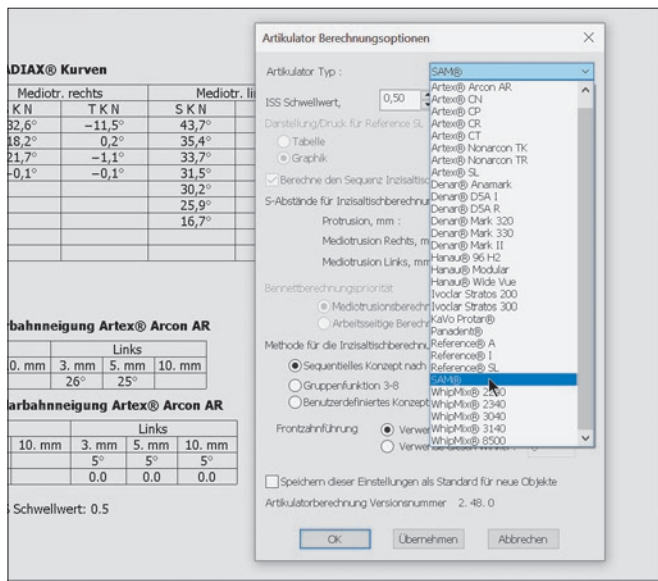 ADIAX® Kurven
Mediotr. rechts Mediotr. li
S K N T K N S K N
32,6° −11,5° 43,7°
18,2° 0,2° 35,4°
21,7° −1,1° 33,7°
−0,1° −0,1° 31,5°
30,2°
25,9°
16,7°
rbahnneigung Artex® Arcon AR
Links
0. mm 3. mm 5. mm 10. mm
26° 25°
arbahnneigung Artex® Arcon AR
Links
10. mm 3. mm 5. mm 10. mm
5° 5° 5°
0.0 0.0 0.0
Schwellwert: 0.5
Artikulator Berechnungsoptionen
Artikulator Typ :
SAM®
ISS Schwellwert, 0,50
Darstellung/Druck für Reference SL
Tabelle
Graphik
Berechne den Sequenz Inzisaltisc
S-Abstände für Inzisaltischberechnu
Protrusion, mm :
Mediotrusion Rechts, m
Mediotrusion Links, mm
Bennettberechnungspriorität
Mediotrusionsberechn
Arbeitsseitige Berech
Methode für die Inzisaltischberechnu
Sequentielles Konzept nach
Gruppenfunktion 3-8
Benutzerdefiniertes Konzept
Frontzahnführung Verwe
Verwe
Artex® Arcon AR
Artex® CN
Artex® CP
Artex® CR
Artex® CT
Artex® Nonarcon TK
Artex® Nonarcon TR
Artex® SL
Denar® Anamark
Denar® D5A I
Denar® D5A R
Denar® Mark 320
Denar® Mark 330
Denar® Mark II
Hanau® 96 H2
Hanau® Modular
Hanau® Wide Vue
Ivoclar Stratos 200
Ivoclar Stratos 300
KaVo Protar®
Panadent®
Reference® A
Reference® I
Reference® SL
SAM®
WhipMix®
WhipMix® 2340
WhipMix® 3040
WhipMix® 3140
WhipMix® 8500
Speichern dieser Einstellungen als Standard für neue Objekte
Artikulatorberechnung Versionsnummer 2. 48. 0
OK Übernehmen Abbrechen